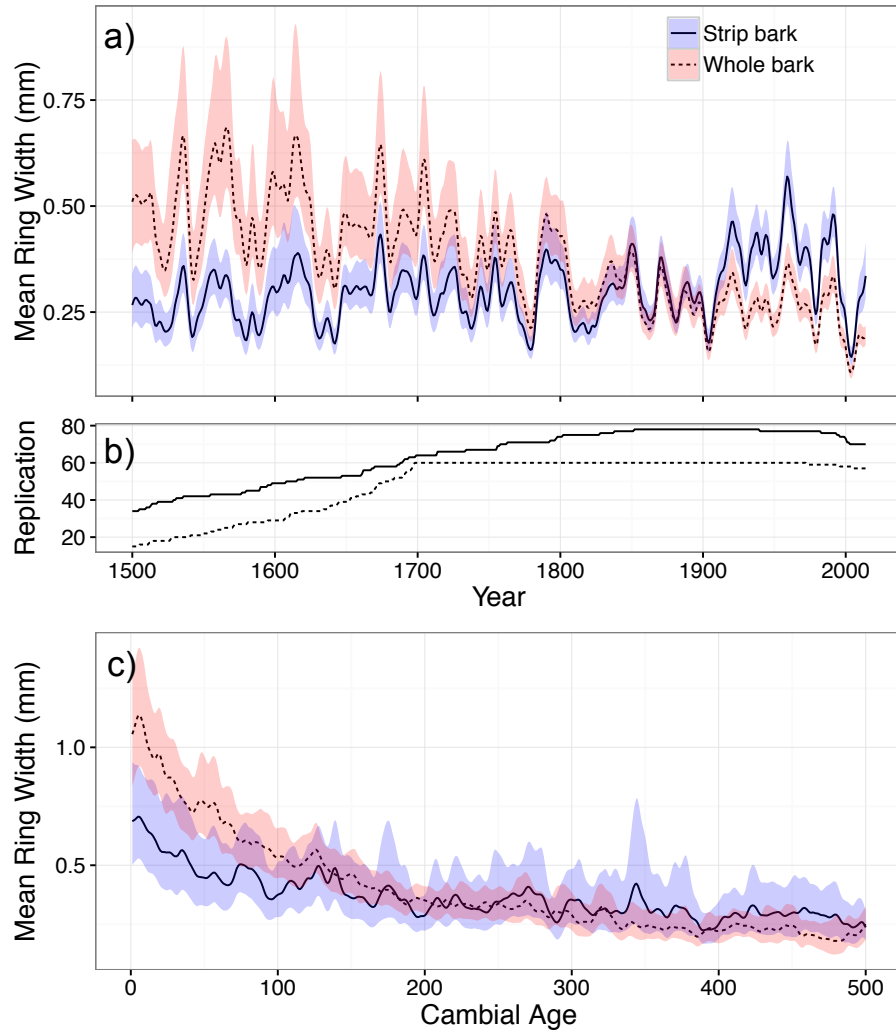 a)
Strip bark
Whole bark
Mean Ring Width (mm)
0.75
0.50
0.25
b)
Replication
80
60
40
20
1500 1600 1700 1800 1900 2000
Year
c)
Mean Ring Width (mm)
1.0
0.5
0 100 200 300 400 500
Cambial Age